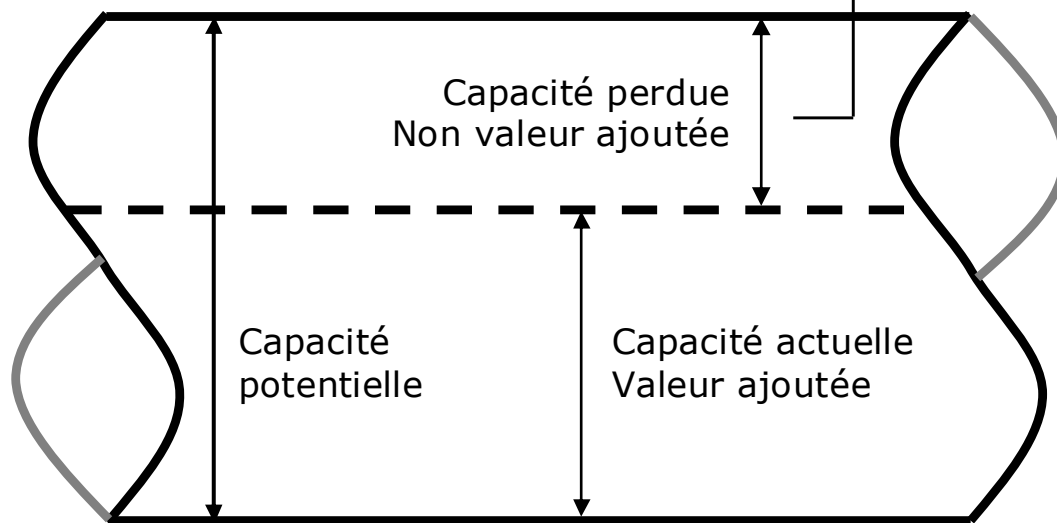 Capacité perdue
Non valeur ajoutée
Capacité
potentielle
Capacité actuelle
Valeur ajoutée